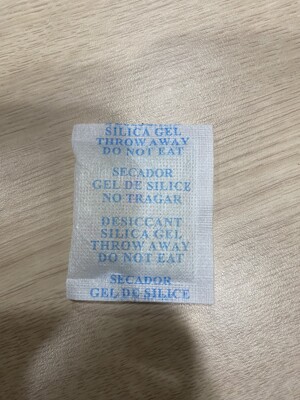 SILICA GEL
THROW AWAY
DO NOT EAT
SECADOR
GEL DE SILICE
NO TRAGAR
DESICCANT
SILICA GEL
THROW AWAY
DO NOT EAT
SECADOR
GEL DE SILICE